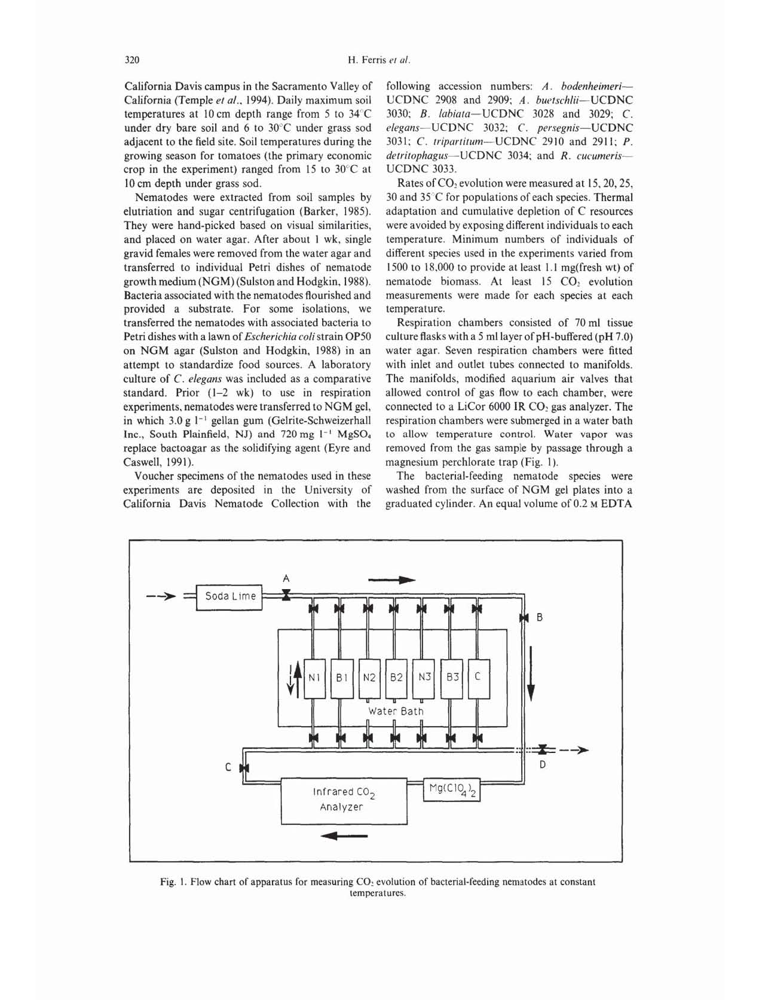 320
H. Ferris et al.
California Davis campus in the Sacramento Valley of
California (Temple et al., 1994). Daily maximum soil
temperatures at 10 cm depth range from 5 to 34°C
under dry bare soil and 6 to 30°C under grass sod
adjacent to the field site. Soil temperatures during the
growing season for tomatoes (the primary economic
crop in the experiment) ranged from 15 to 30°C at
10 cm depth under grass sod.
Nematodes were extracted from soil samples by
elutriation and sugar centrifugation (Barker, 1985).
They were hand-picked based on visual similarities,
and placed on water agar. After about 1 wk, single
gravid females were removed from the water agar and
transferred to individual Petri dishes of nematode
growth medium (NGM) (Sulston and Hodgkin, 1988).
Bacteria associated with the nematodes flourished and
provided a substrate. For some isolations, we
transferred the nematodes with associated bacteria to
Petri dishes with a lawn of Escherichia coli strain OP50
on NGM agar (Sulston and Hodgkin, 1988) in an
attempt to standardize food sources. A laboratory
culture of C. elegans was included as a comparative
standard. Prior (1–2 wk) to use in respiration
experiments, nematodes were transferred to NGM gel,
in which 3.0 g l⁻¹ gellan gum (Gelrite-Schweizerhall
Inc., South Plainfield, NJ) and 720 mg l⁻¹ MgSO₄
replace bactoagar as the solidifying agent (Eyre and
Caswell, 1991).
Voucher specimens of the nematodes used in these
experiments are deposited in the University of
California Davis Nematode Collection with the
following accession numbers: A. bodenheimeri—
UCDNC 2908 and 2909; A. buetschlii—UCDNC
3030; B. labiata—UCDNC 3028 and 3029; C.
elegans—UCDNC 3032; C. persegnis—UCDNC
3031; C. tripartitum—UCDNC 2910 and 2911; P.
detritophagus—UCDNC 3034; and R. cucumeris—
UCDNC 3033.
Rates of CO₂ evolution were measured at 15, 20, 25,
30 and 35°C for populations of each species. Thermal
adaptation and cumulative depletion of C resources
were avoided by exposing different individuals to each
temperature. Minimum numbers of individuals of
different species used in the experiments varied from
1500 to 18,000 to provide at least 1.1 mg(fresh wt) of
nematode biomass. At least 15 CO₂ evolution
measurements were made for each species at each
temperature.
Respiration chambers consisted of 70 ml tissue
culture flasks with a 5 ml layer of pH-buffered (pH 7.0)
water agar. Seven respiration chambers were fitted
with inlet and outlet tubes connected to manifolds.
The manifolds, modified aquarium air valves that
allowed control of gas flow to each chamber, were
connected to a LiCor 6000 IR CO₂ gas analyzer. The
respiration chambers were submerged in a water bath
to allow temperature control. Water vapor was
removed from the gas sample by passage through a
magnesium perchlorate trap (Fig. 1).
The bacterial-feeding nematode species were
washed from the surface of NGM gel plates into a
graduated cylinder. An equal volume of 0.2 M EDTA
A
Soda Lime
B
N1 B1 N2 B2 N3 B3 C
Water Bath
C
D
Infrared CO₂
Analyzer
Mg(ClO₄)₂
Fig. 1. Flow chart of apparatus for measuring CO₂ evolution of bacterial-feeding nematodes at constant
temperatures.